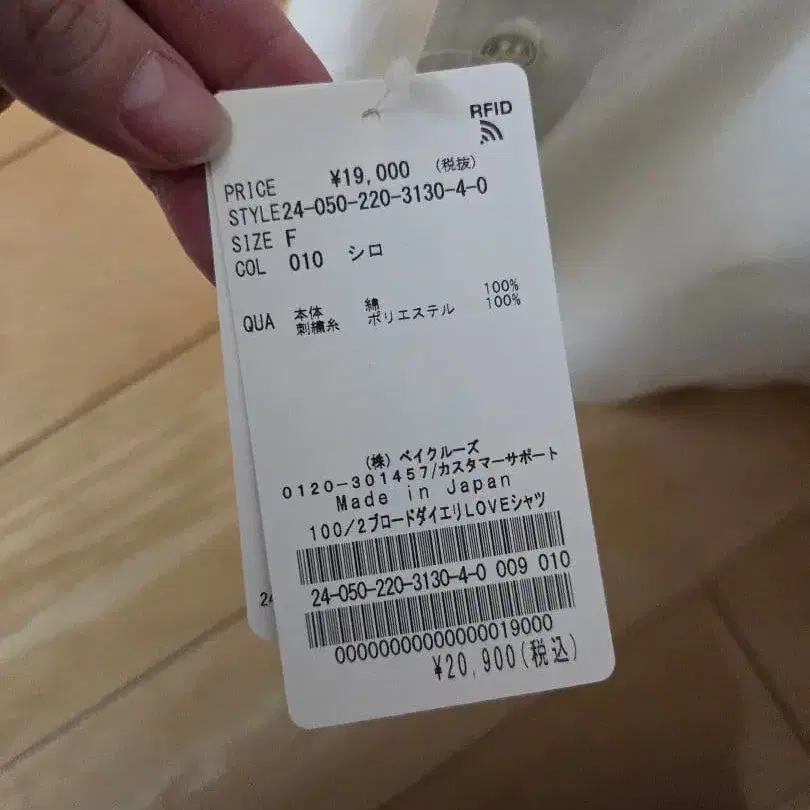 RFID
PRICE ¥19,000 (税抜)
STYLE24-050-220-3130-4-0
SIZE F
COL 010 シロ
QUA 本体 綿 100%
刺繍糸 ポリエステル 100%
(株) ベイクルーズ
0120-301457/カスタマーサポート
Made in Japan
100/2ブロードダイエリLOVEシャツ
24-050-220-3130-4-0 009 010
00000000000000019000
¥20,900(税込)
24